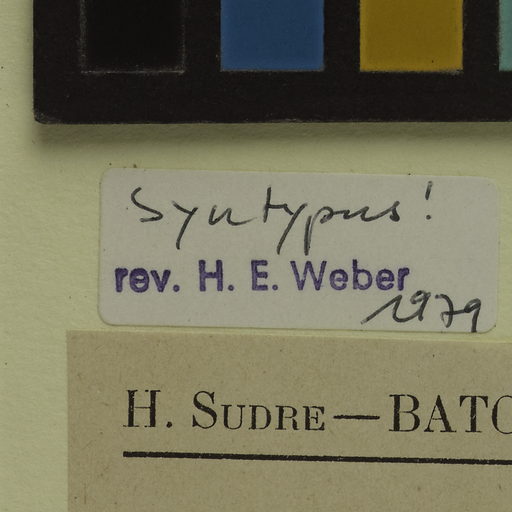 Syntypus!
rev. H. E. Weber
1979
H. SUDRE — BATO